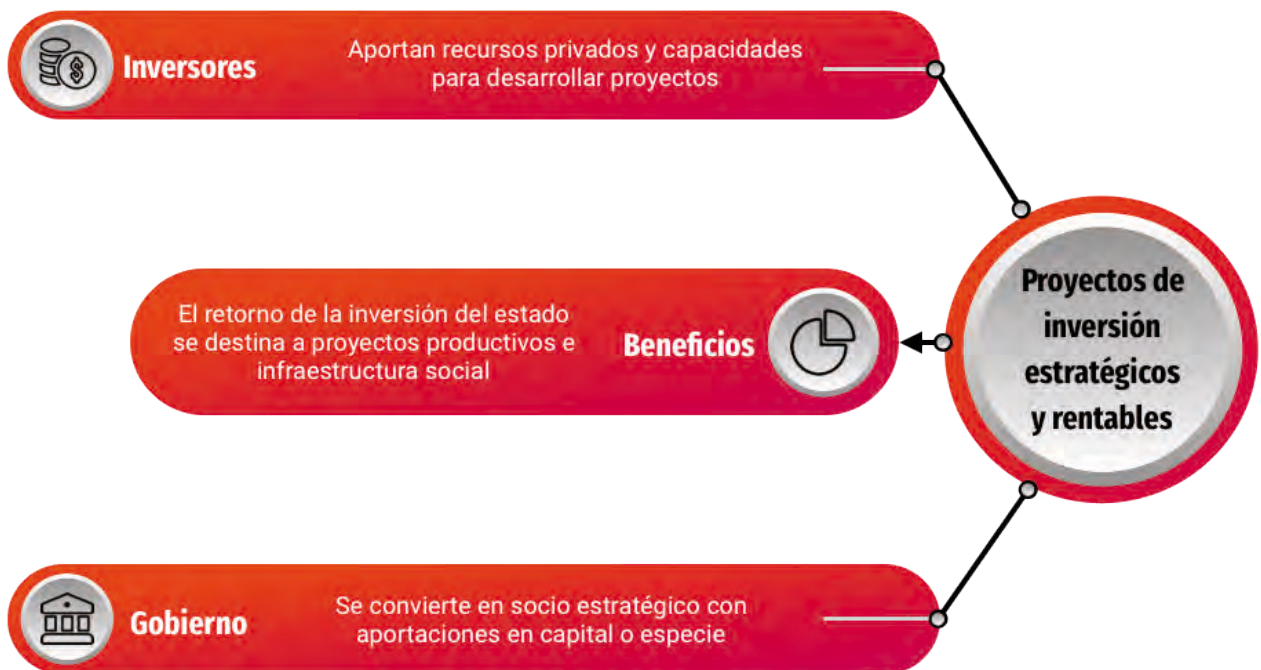 Inversores
Aportan recursos privados y capacidades
para desarrollar proyectos
Proyectos de
inversión
estratégicos
y rentables
El retorno de la inversión del estado
se destina a proyectos productivos e
infraestructura social
Beneficios
Gobierno
Se convierte en socio estratégico con
aportaciones en capital o especie